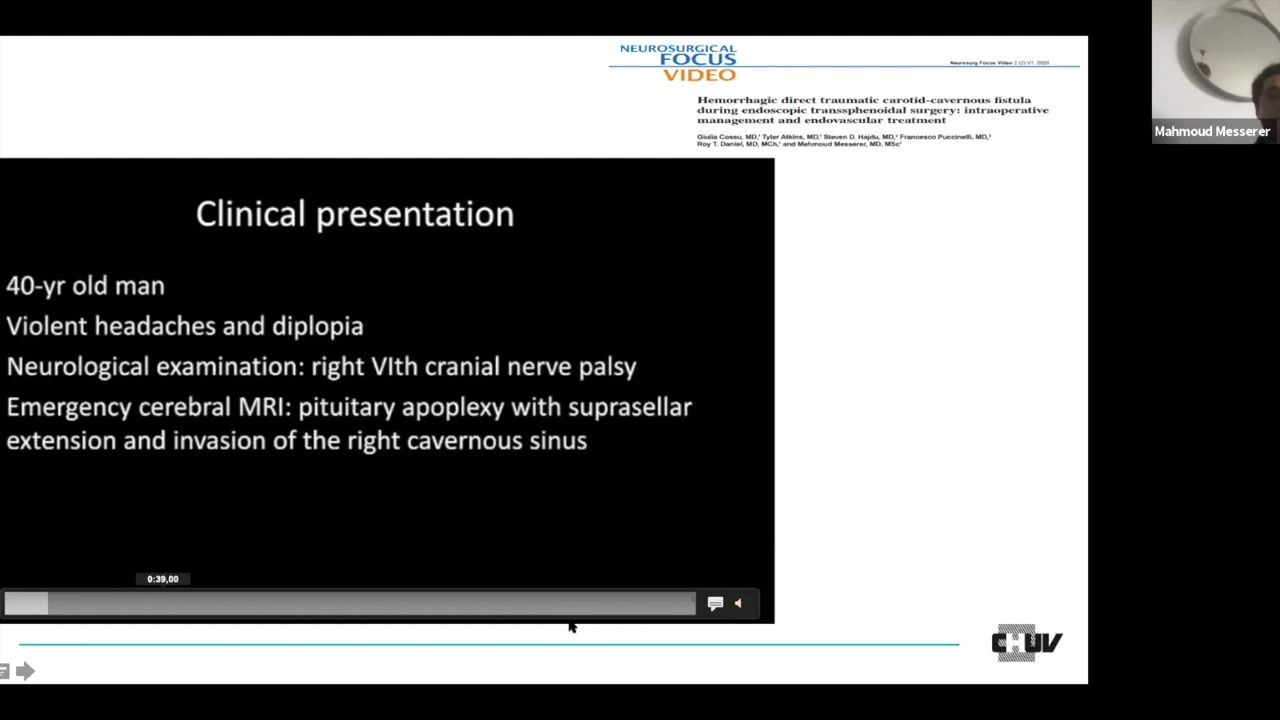 NEUROSURGICAL
FOCUS
VIDEO
Neurosurg Focus Video 2 (2):V1, 2020
Hemorrhagic direct traumatic carotid-cavernous fistula
during endoscopic transsphenoidal surgery: intraoperative
management and endovascular treatment
Giulia Cossu, MD,¹ Tyler Atkins, MD,¹ Steven D. Hajdu, MD,² Francesco Puccinelli, MD,²
Roy T. Daniel, MD, MCh,¹ and Mahmoud Messerer, MD, MSc¹
Mahmoud Messerer
Clinical presentation
40-yr old man
Violent headaches and diplopia
Neurological examination: right VIth cranial nerve palsy
Emergency cerebral MRI: pituitary apoplexy with suprasellar
extension and invasion of the right cavernous sinus
0:39,00
CHUV